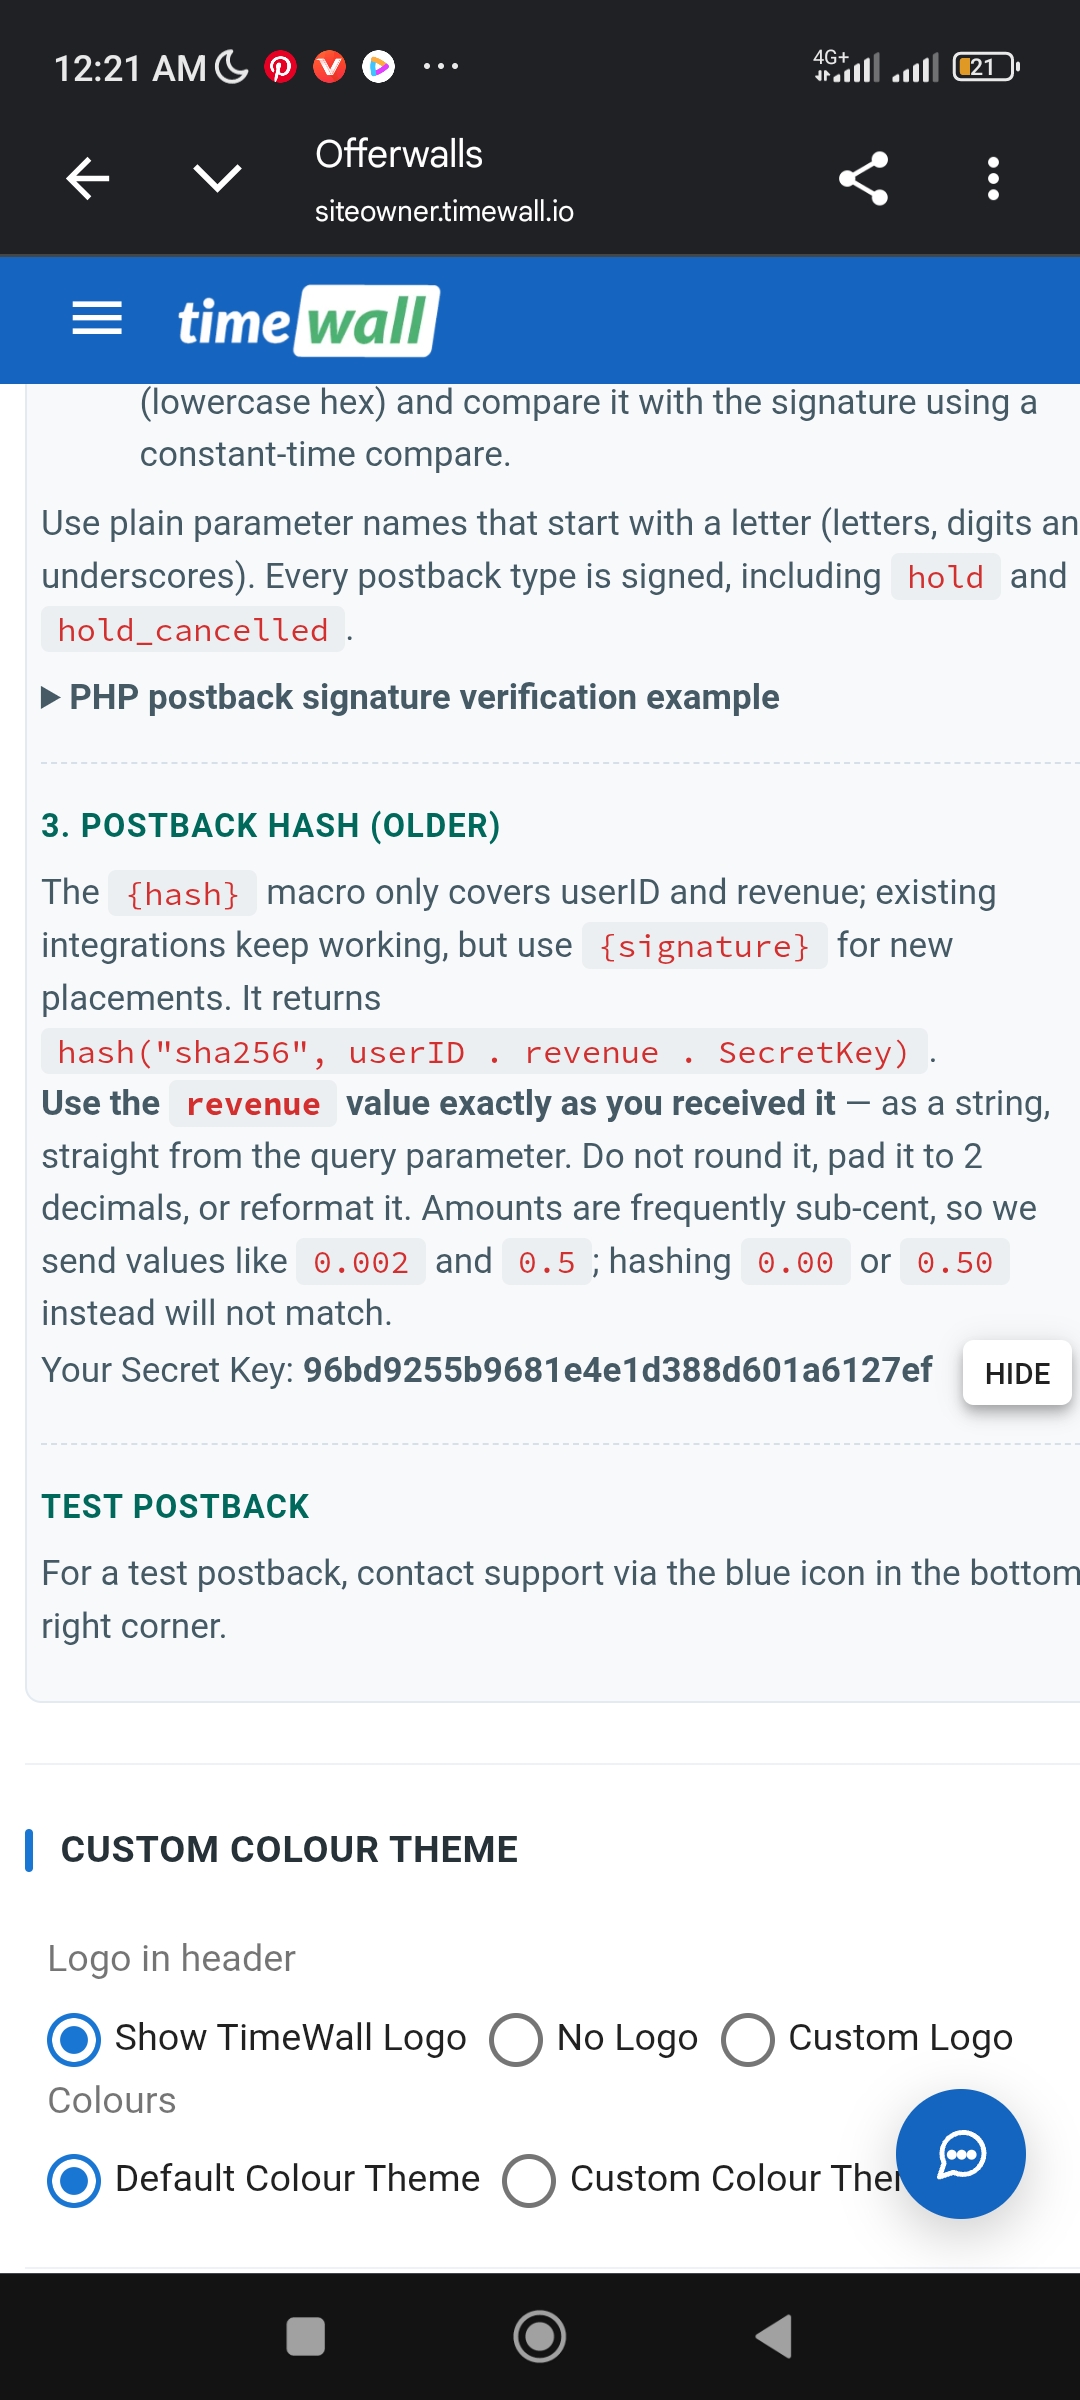 12:21 AM
4G+
21
Offerwalls
siteowner.timewall.io
time wall
(lowercase hex) and compare it with the signature using a
constant-time compare.
Use plain parameter names that start with a letter (letters, digits an
underscores). Every postback type is signed, including hold and
hold_cancelled.
PHP postback signature verification example
3. POSTBACK HASH (OLDER)
The {hash} macro only covers userID and revenue; existing
integrations keep working, but use {signature} for new
placements. It returns
hash("sha256", userID . revenue . SecretKey).
Use the revenue value exactly as you received it — as a string,
straight from the query parameter. Do not round it, pad it to 2
decimals, or reformat it. Amounts are frequently sub-cent, so we
send values like 0.002 and 0.5; hashing 0.00 or 0.50
instead will not match.
Your Secret Key: 96bd9255b9681e4e1d388d601a6127ef HIDE
TEST POSTBACK
For a test postback, contact support via the blue icon in the bottom
right corner.
CUSTOM COLOUR THEME
Logo in header
Show TimeWall Logo No Logo Custom Logo
Colours
Default Colour Theme Custom Colour Ther